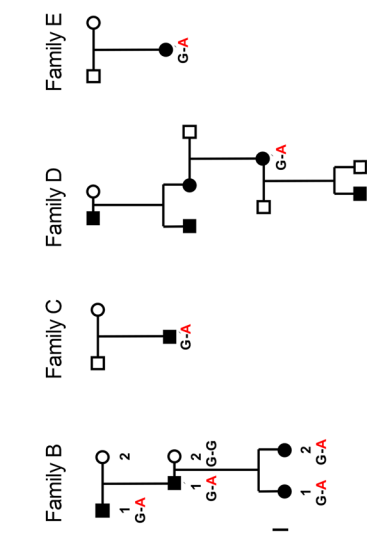 Family B
1 2
G-A
1 2
G-A G-G
I
1 2
G-A G-A
Family C
G-A
Family D
G-A
Family E
G-A